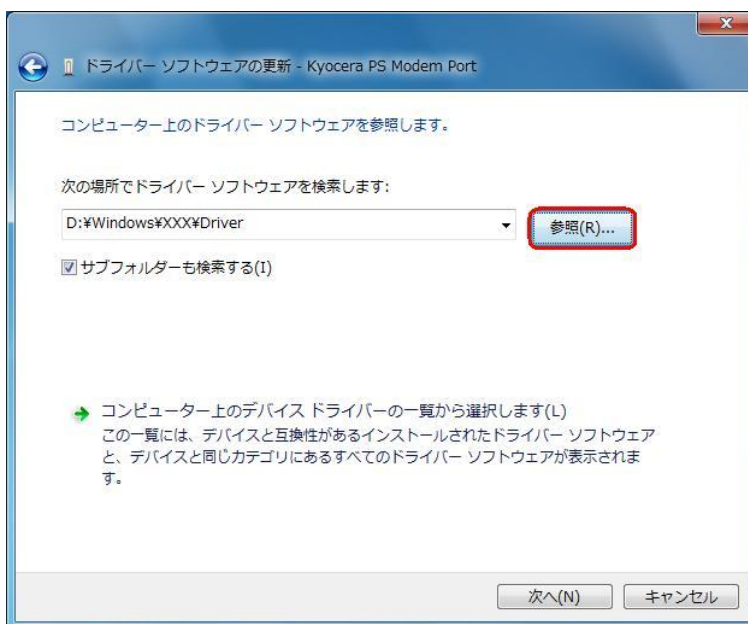 ドライバー ソフトウェアの更新 - Kyocera PS Modem Port
コンピューター上のドライバー ソフトウェアを参照します。
次の場所でドライバー ソフトウェアを検索します:
D:¥Windows¥XXX¥Driver
参照(R)...
サブフォルダーも検索する(I)
コンピューター上のデバイス ドライバーの一覧から選択します(L)
この一覧には、デバイスと互換性があるインストールされたドライバー ソフトウェア
と、デバイスと同じカテゴリにあるすべてのドライバー ソフトウェアが表示されま
す。
次へ(N)
キャンセル